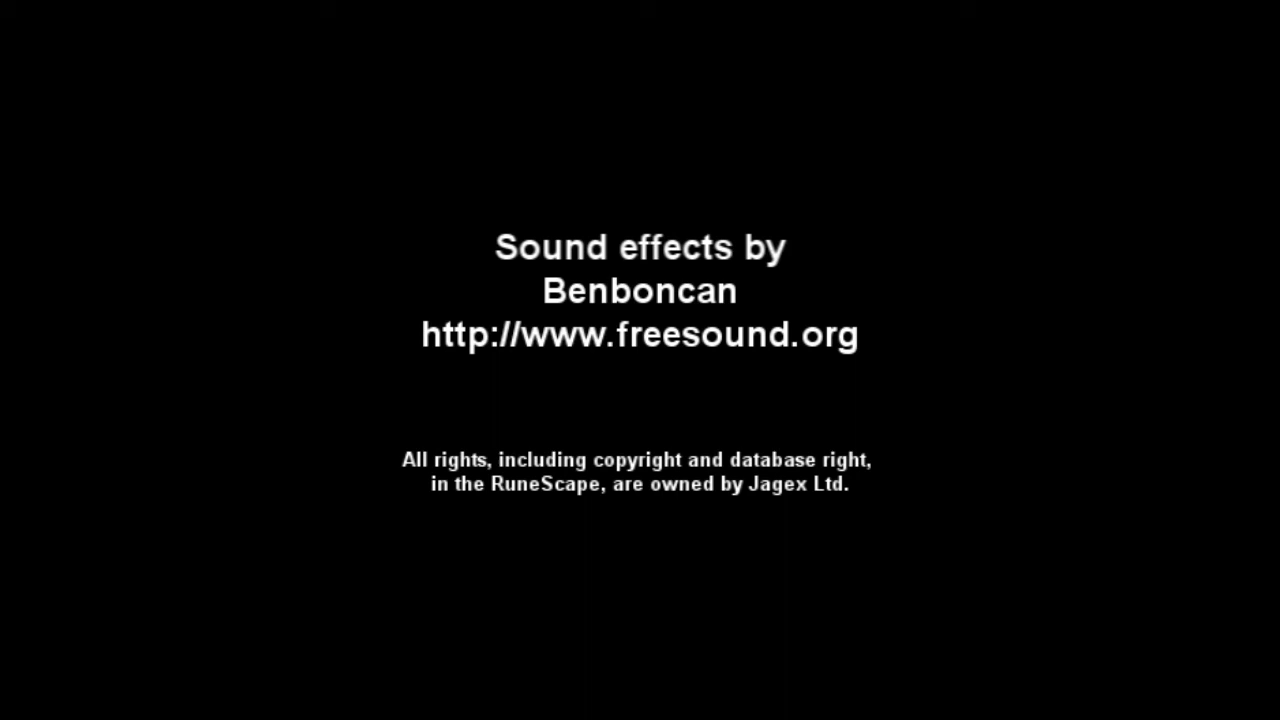 Sound effects by
Benboncan
http://www.freesound.org
All rights, including copyright and database right,
in the RuneScape, are owned by Jagex Ltd.